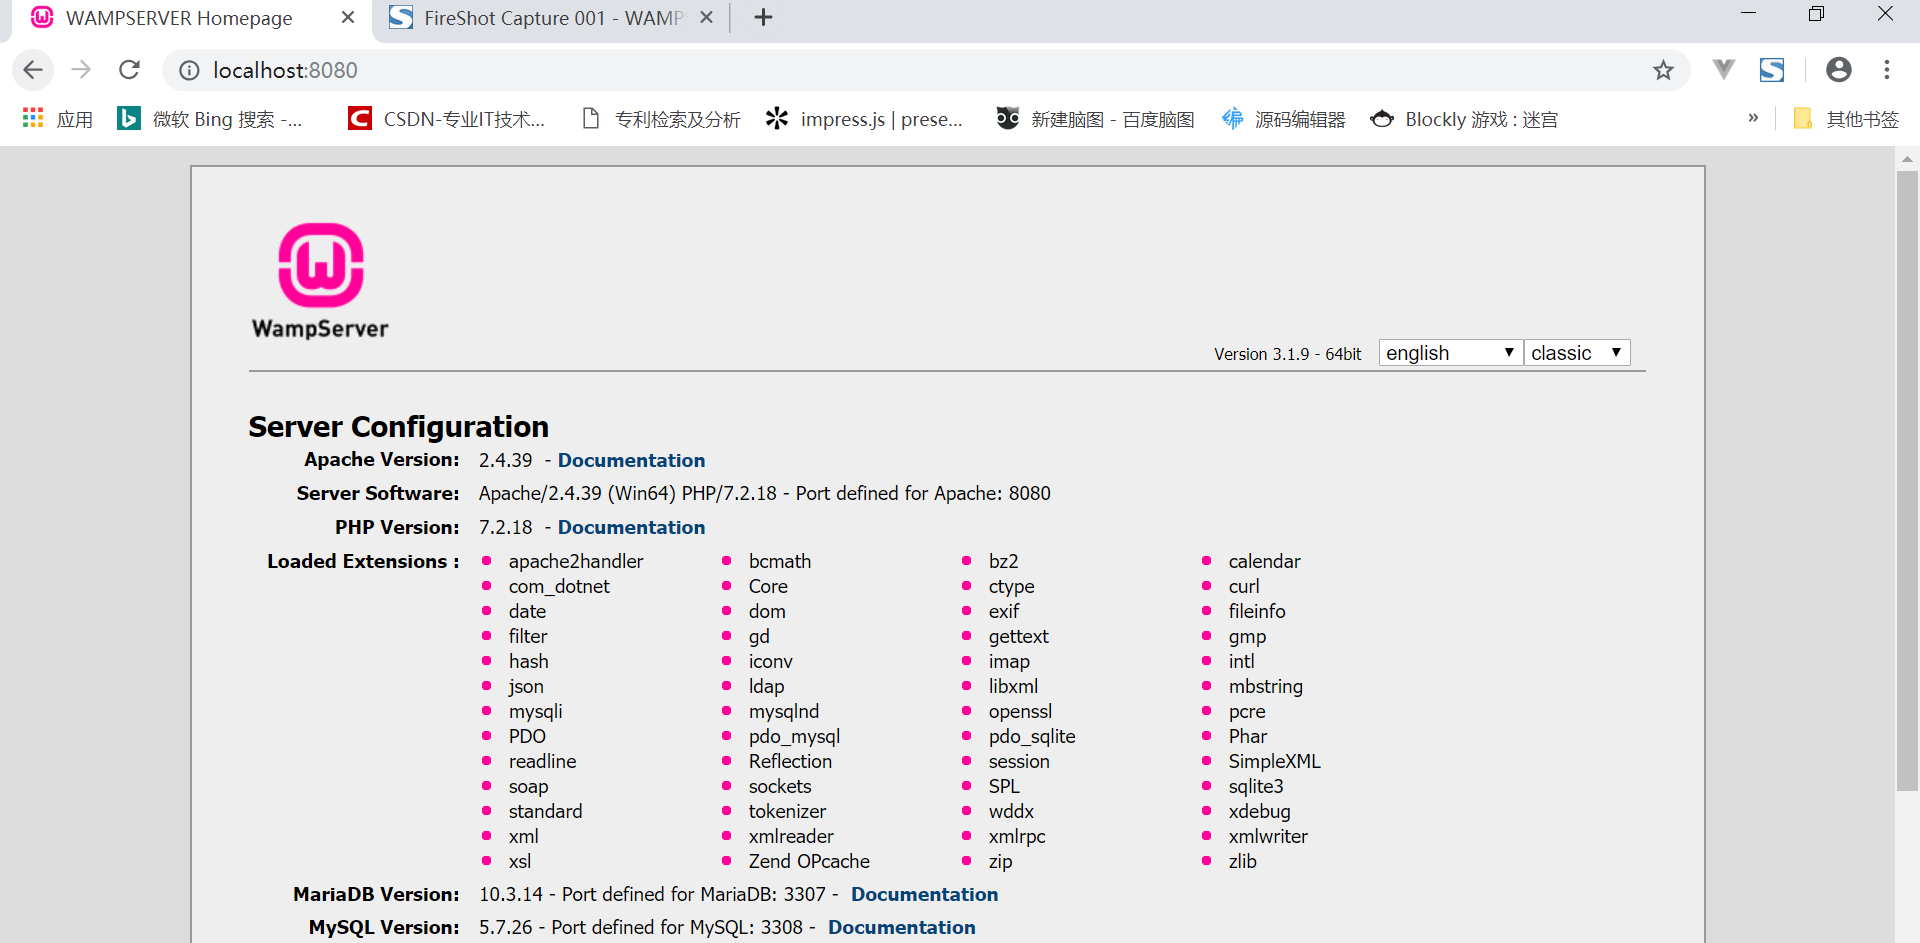 WAMPSERVER Homepage
FireShot Capture 001 - WAMP
localhost:8080
应用
微软 Bing 搜索 -...
CSDN-专业IT技术...
专利检索及分析
impress.js | prese...
新建脑图 - 百度脑图
源码编辑器
Blockly 游戏 : 迷宫
»
其他书签
WampServer
Version 3.1.9 - 64bit
english
classic
Server Configuration
Apache Version: 2.4.39 - Documentation
Server Software: Apache/2.4.39 (Win64) PHP/7.2.18 - Port defined for Apache: 8080
PHP Version: 7.2.18 - Documentation
Loaded Extensions : apache2handler bcmath bz2 calendar
com_dotnet Core ctype curl
date dom exif fileinfo
filter gd gettext gmp
hash iconv imap intl
json ldap libxml mbstring
mysqli mysqlnd openssl pcre
PDO pdo_mysql pdo_sqlite Phar
readline Reflection session SimpleXML
soap sockets SPL sqlite3
standard tokenizer wddx xdebug
xml xmlreader xmlrpc xmlwriter
xsl Zend OPcache zip zlib
MariaDB Version: 10.3.14 - Port defined for MariaDB: 3307 - Documentation
MySQL Version: 5.7.26 - Port defined for MySQL: 3308 - Documentation